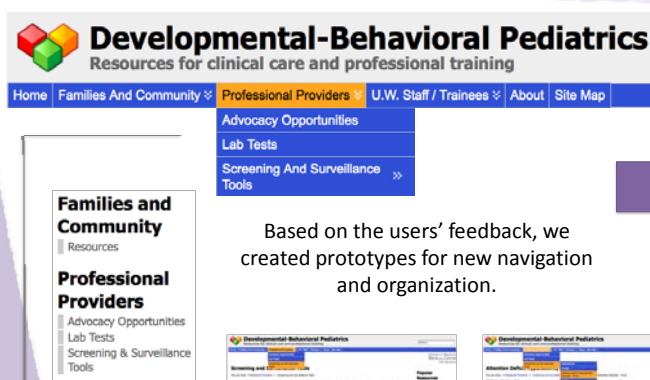 Developmental-Behavioral Pediatrics
Resources for clinical care and professional training
Home Families And Community Professional Providers U.W. Staff / Trainees About Site Map
Advocacy Opportunities
Lab Tests
Screening And Surveillance
Tools
Families and
Community
Resources
Professional
Providers
Advocacy Opportunities
Lab Tests
Screening & Surveillance
Tools
Based on the users' feedback, we
created prototypes for new navigation
and organization.
Developmental-Behavioral Pediatrics
Developmental-Behavioral Pediatrics